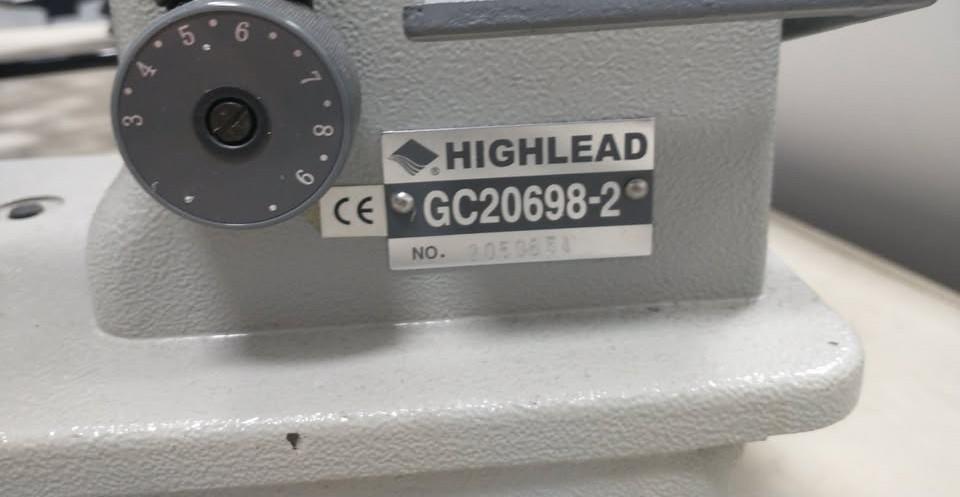 3 4 5 6 7 8 9
HIGHLEAD
®
CE
GC20698-2
NO.